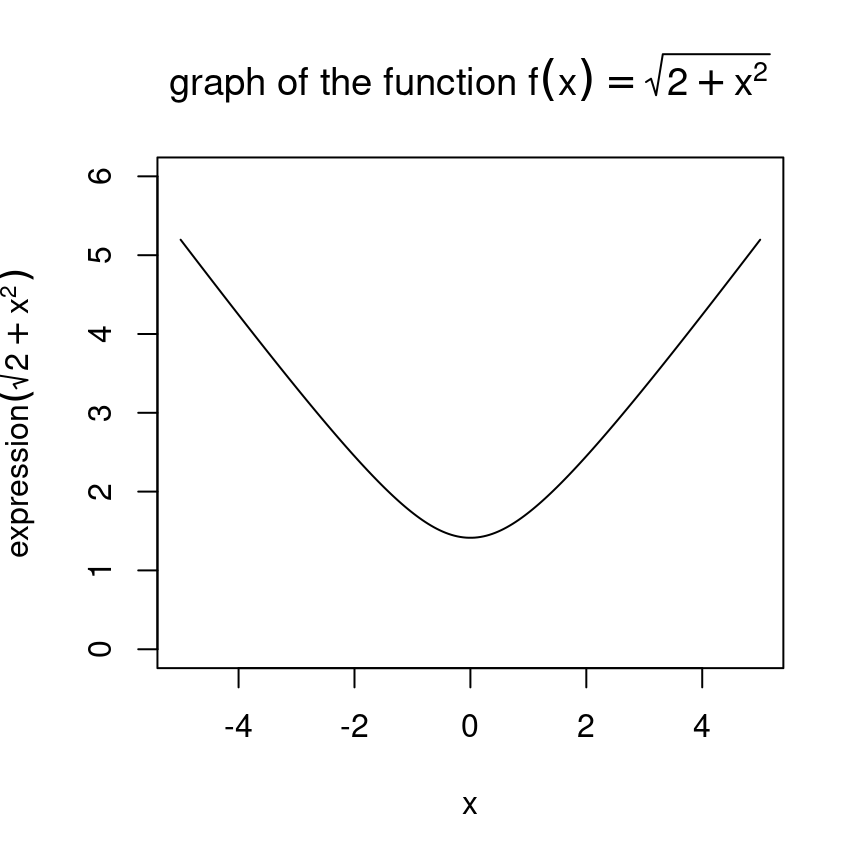 graph of the function f(x) = √2 + x²
expression(√2 + x²)
6
5
4
3
2
1
0
-4 -2 0 2 4
x